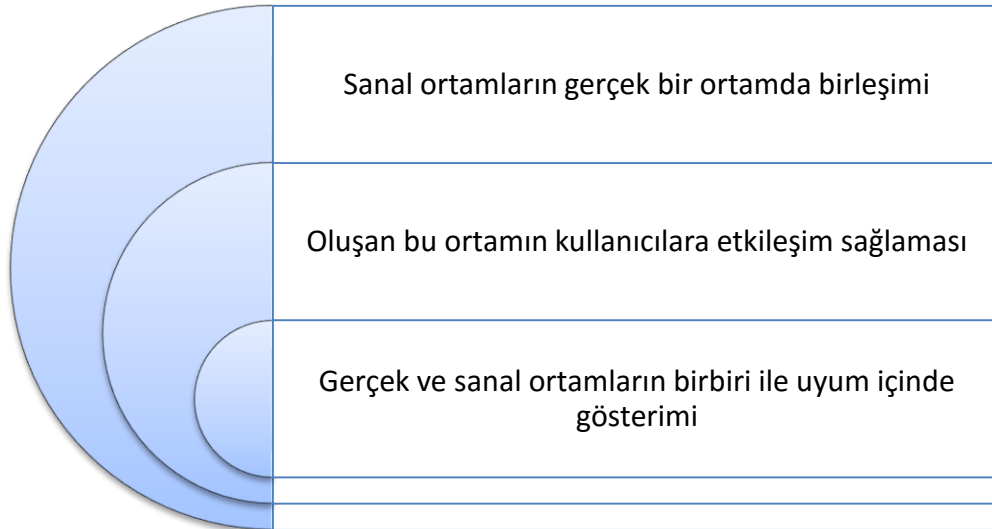 Sanal ortamların gerçek bir ortamda birleşimi
Oluşan bu ortamın kullanıcılara etkileşim sağlaması
Gerçek ve sanal ortamların birbiri ile uyum içinde
gösterimi